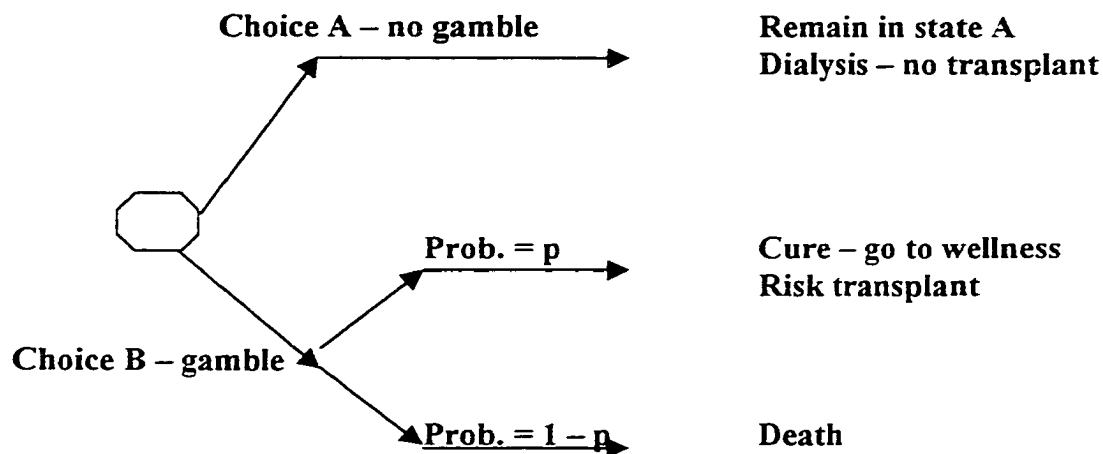 Choice A – no gamble
Remain in state A
Dialysis – no transplant
Prob. = p
Cure – go to wellness
Risk transplant
Choice B – gamble
Prob. = 1 – p
Death